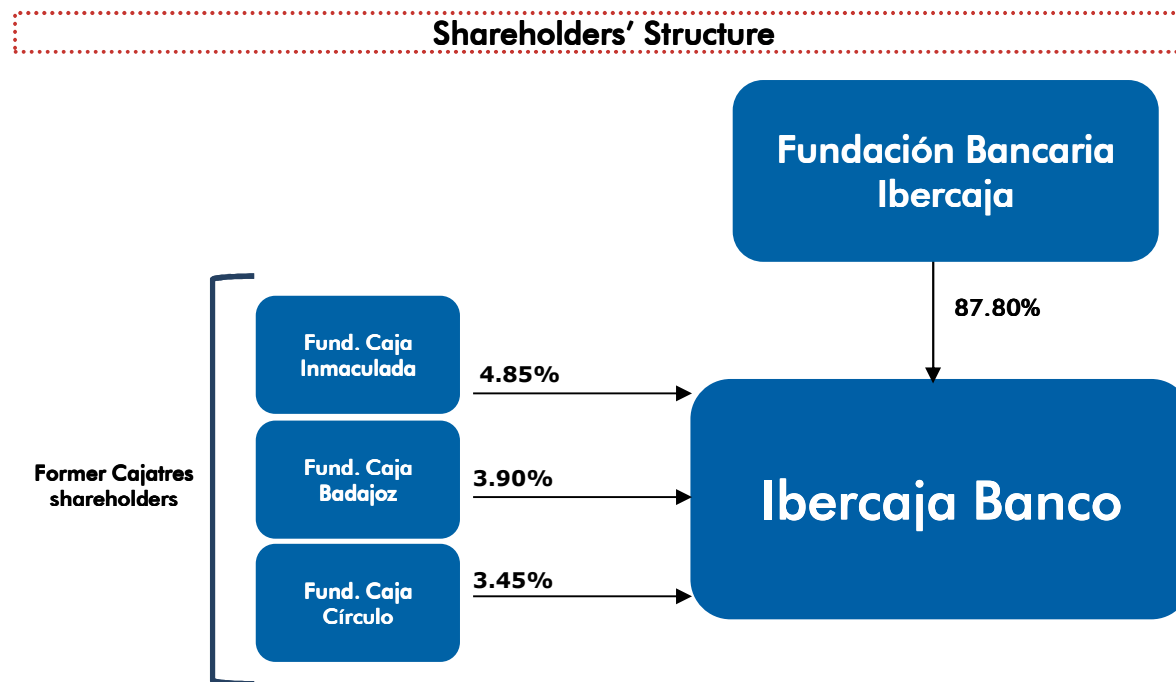 Shareholders’ Structure
Fundación Bancaria
Ibercaja
87.80%
Former Cajatres
shareholders
Fund. Caja
Inmaculada
4.85%
Fund. Caja
Badajoz
3.90%
Fund. Caja
Círculo
3.45%
Ibercaja Banco